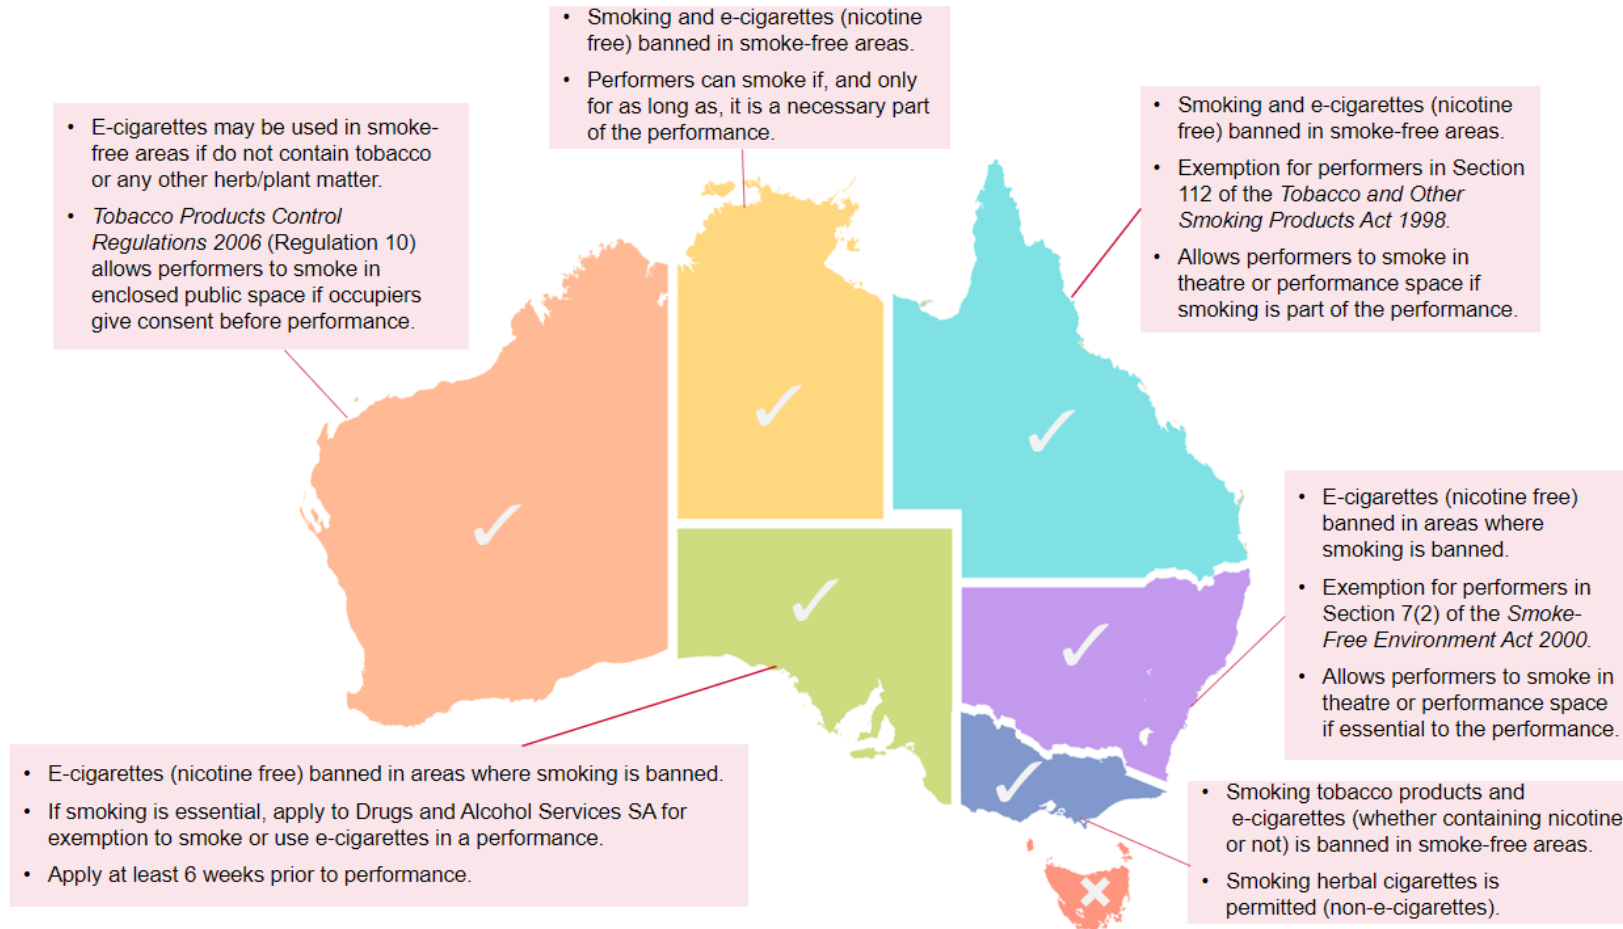 • Smoking and e-cigarettes (nicotine
free) banned in smoke-free areas.
• Performers can smoke if, and only
for as long as, it is a necessary part
of the performance.
• E-cigarettes may be used in smoke-
free areas if do not contain tobacco
or any other herb/plant matter.
• Tobacco Products Control
Regulations 2006 (Regulation 10)
allows performers to smoke in
enclosed public space if occupiers
give consent before performance.
• Smoking and e-cigarettes (nicotine
free) banned in smoke-free areas.
• Exemption for performers in Section
112 of the Tobacco and Other
Smoking Products Act 1998.
• Allows performers to smoke in
theatre or performance space if
smoking is part of the performance.
• E-cigarettes (nicotine free)
banned in areas where
smoking is banned.
• Exemption for performers in
Section 7(2) of the Smoke-
Free Environment Act 2000.
• Allows performers to smoke in
theatre or performance space
if essential to the performance.
• E-cigarettes (nicotine free) banned in areas where smoking is banned.
• If smoking is essential, apply to Drugs and Alcohol Services SA for
exemption to smoke or use e-cigarettes in a performance.
• Apply at least 6 weeks prior to performance.
• Smoking tobacco products and
e-cigarettes (whether containing nicotine
or not) is banned in smoke-free areas.
• Smoking herbal cigarettes is
permitted (non-e-cigarettes).